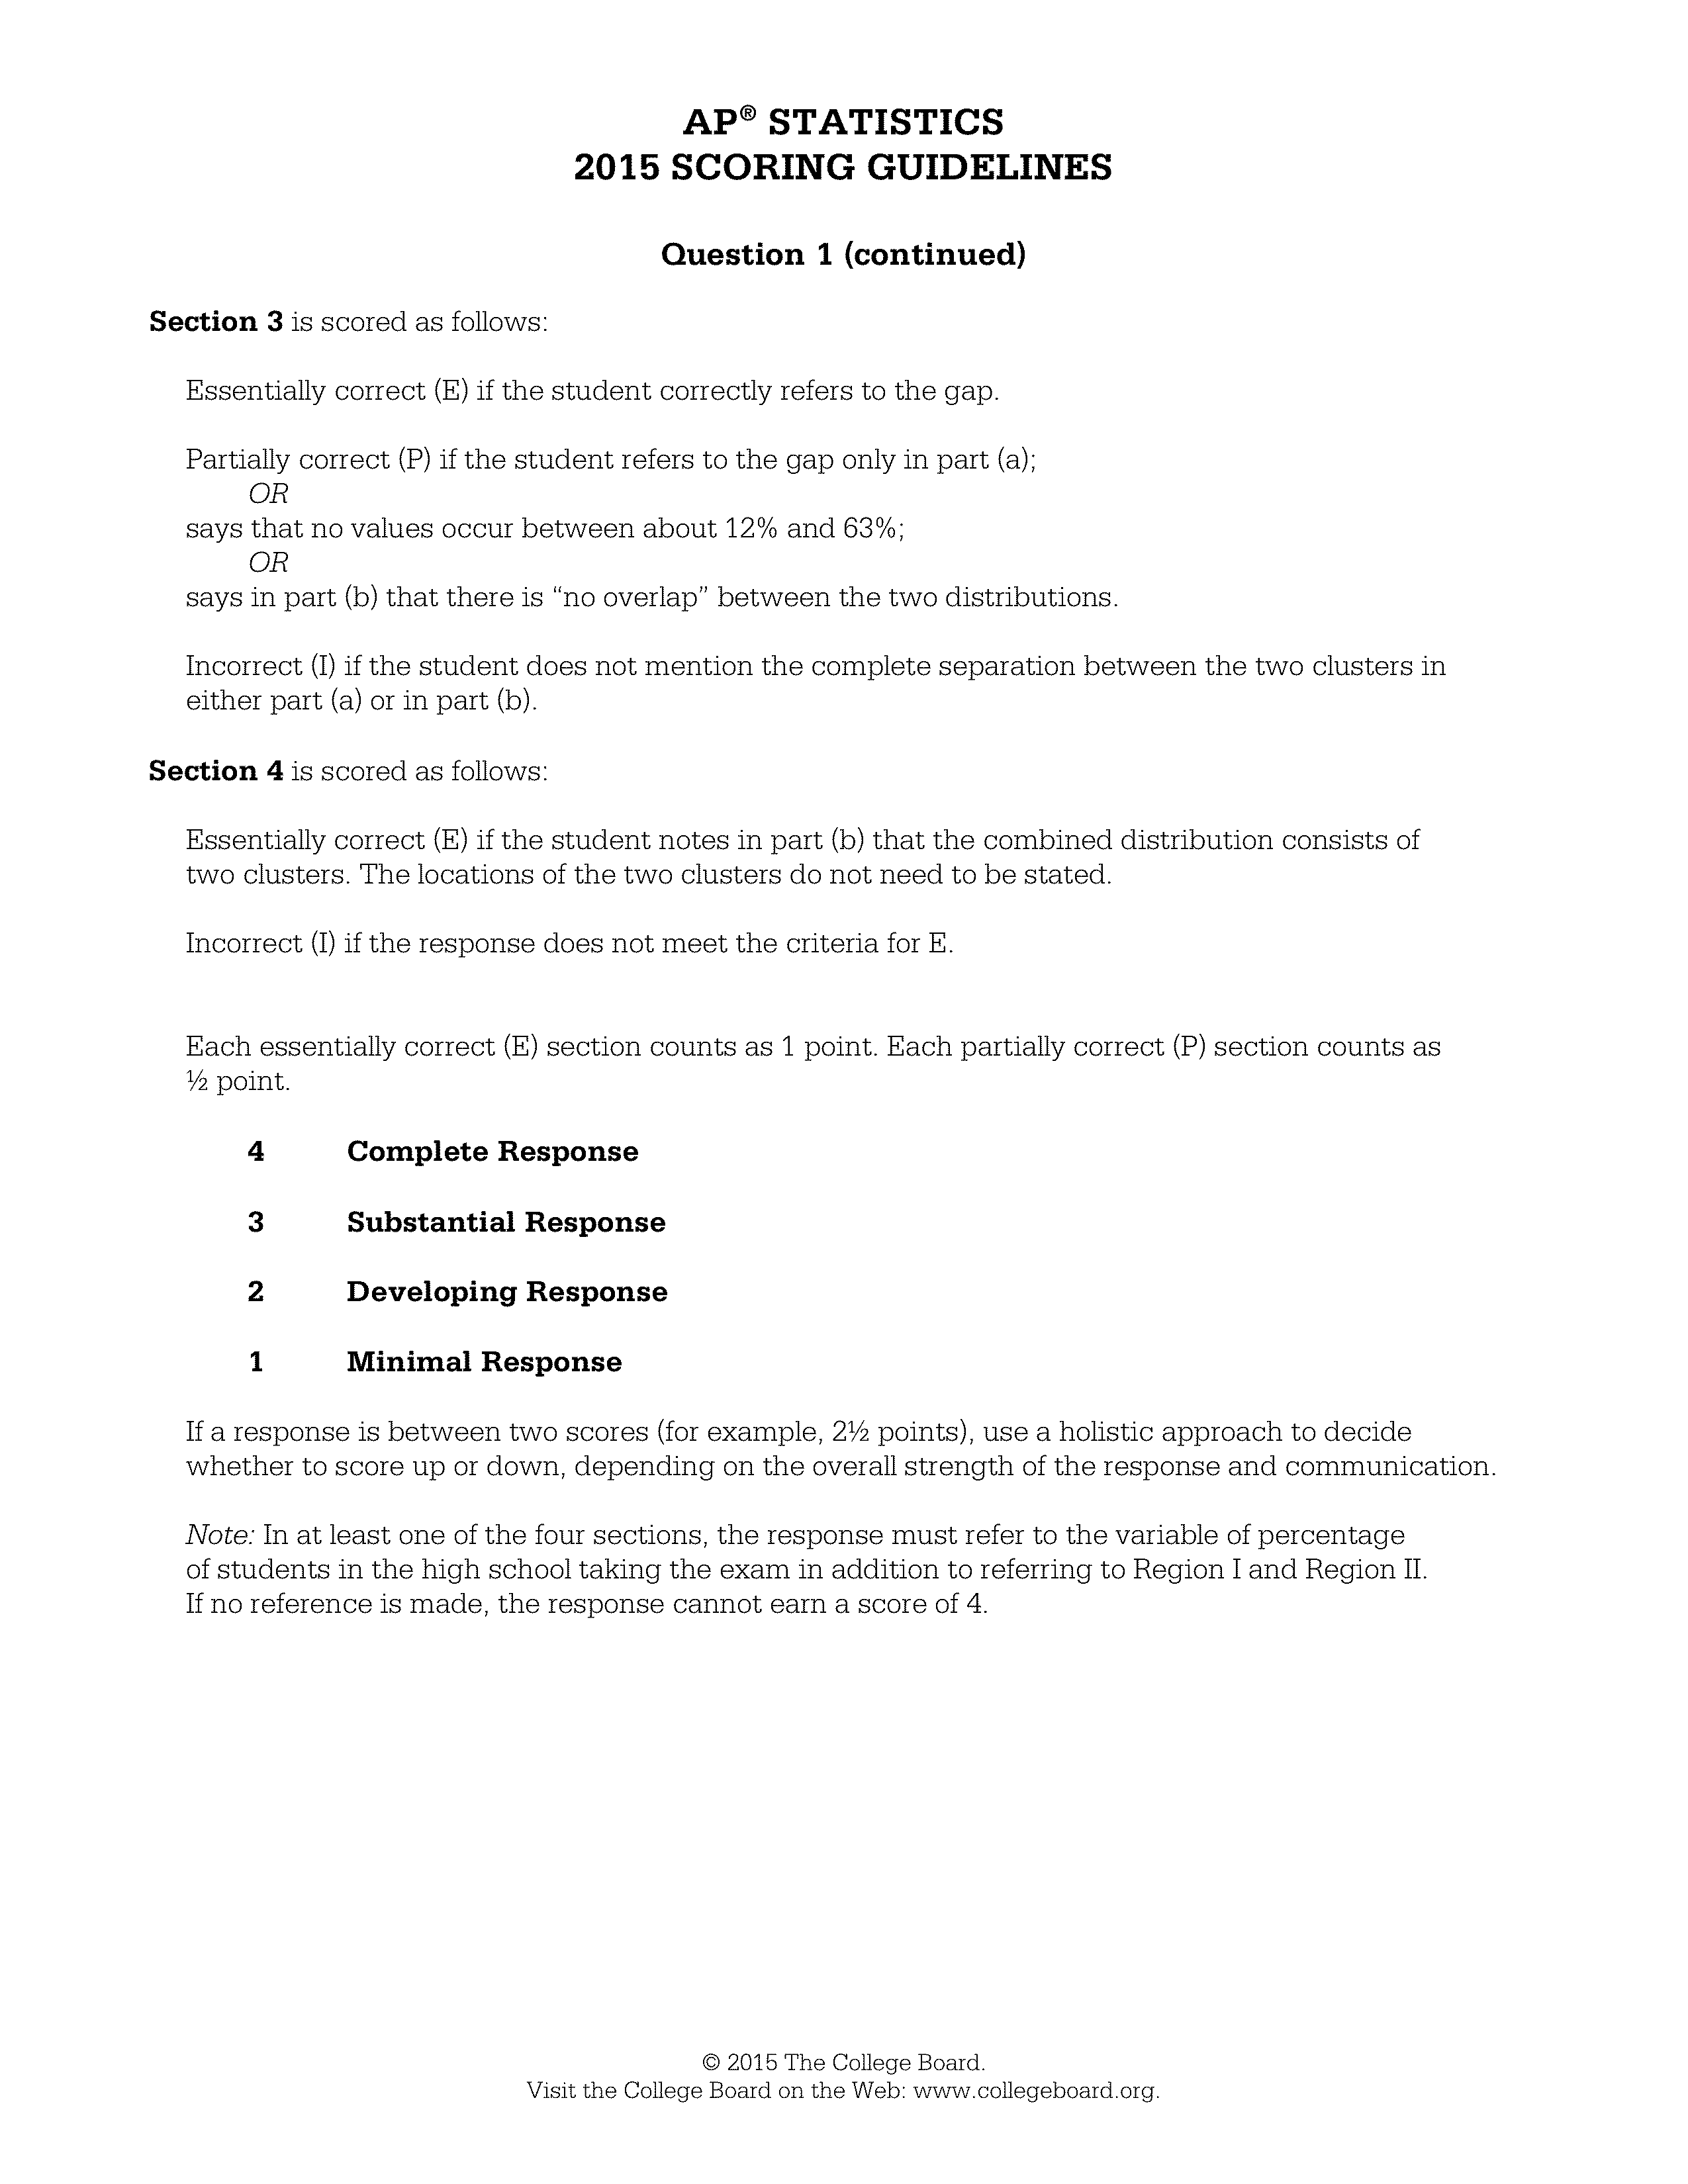 AP® STATISTICS
2015 SCORING GUIDELINES
Question 1 (continued)
Section 3 is scored as follows:
Essentially correct (E) if the student correctly refers to the gap.
Partially correct (P) if the student refers to the gap only in part (a);
OR
says that no values occur between about 12% and 63%;
OR
says in part (b) that there is “no overlap” between the two distributions.
Incorrect (I) if the student does not mention the complete separation between the two clusters in
either part (a) or in part (b).
Section 4 is scored as follows:
Essentially correct (E) if the student notes in part (b) that the combined distribution consists of
two clusters. The locations of the two clusters do not need to be stated.
Incorrect (I) if the response does not meet the criteria for E.
Each essentially correct (E) section counts as 1 point. Each partially correct (P) section counts as
½ point.
4 Complete Response
3 Substantial Response
2 Developing Response
1 Minimal Response
If a response is between two scores (for example, 2½ points), use a holistic approach to decide
whether to score up or down, depending on the overall strength of the response and communication.
Note: In at least one of the four sections, the response must refer to the variable of percentage
of students in the high school taking the exam in addition to referring to Region I and Region II.
If no reference is made, the response cannot earn a score of 4.
© 2015 The College Board.
Visit the College Board on the Web: www.collegeboard.org.